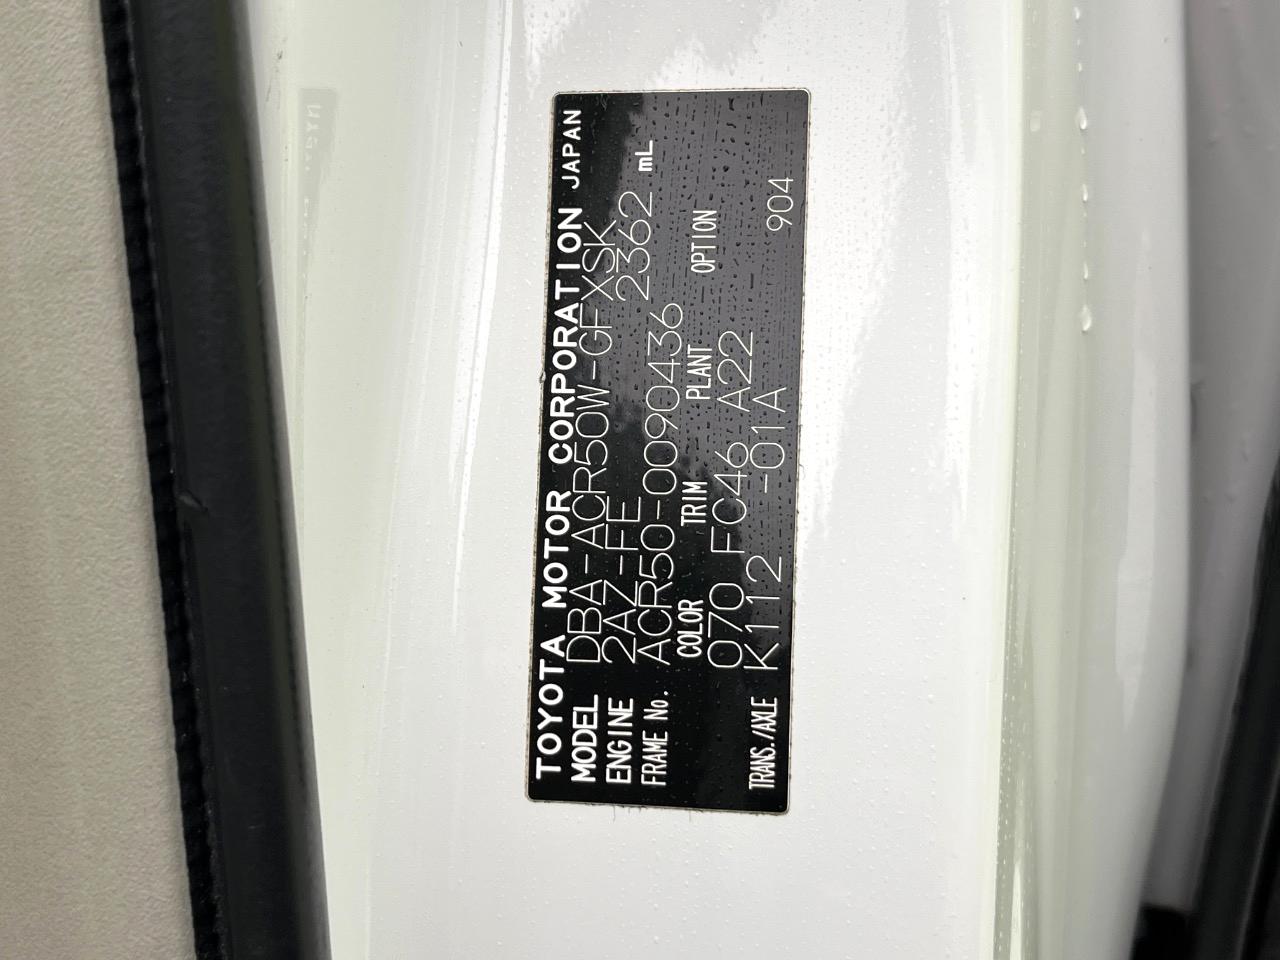 TOYOTA MOTOR CORPORATION JAPAN
MODEL DBA-ACR50W-GFXSK
ENGINE 2AZ-FE 2362 mL
FRAME No. ACR50-0090436
COLOR TRIM PLANT OPTION
070 FC46 A22
TRANS./AXLE K112 -01A 904